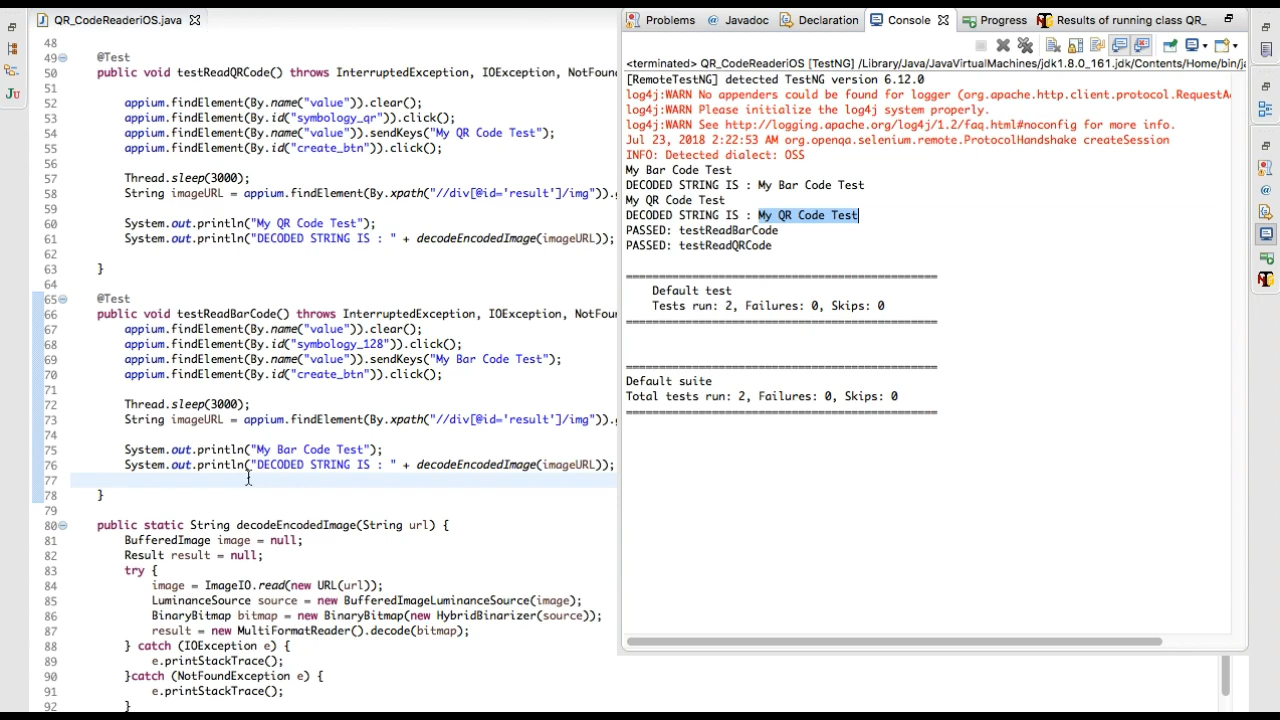 QR_CodeReaderiOS.java
48
49 @Test
50 public void testReadQRCode() throws InterruptedException, IOException, NotFoun
51
52 appium.findElement(By.name("value")).clear();
53 appium.findElement(By.id("symbology_qr")).click();
54 appium.findElement(By.name("value")).sendKeys("My QR Code Test");
55 appium.findElement(By.id("create_btn")).click();
56
57 Thread.sleep(3000);
58 String imageURL = appium.findElement(By.xpath("//div[@id='result']/img")).
59
60 System.out.println("My QR Code Test");
61 System.out.println("DECODED STRING IS : " + decodeEncodedImage(imageURL));
62
63 }
64
65 @Test
66 public void testReadBarCode() throws InterruptedException, IOException, NotFou
67 appium.findElement(By.name("value")).clear();
68 appium.findElement(By.id("symbology_128")).click();
69 appium.findElement(By.name("value")).sendKeys("My Bar Code Test");
70 appium.findElement(By.id("create_btn")).click();
71
72 Thread.sleep(3000);
73 String imageURL = appium.findElement(By.xpath("//div[@id='result']/img")).
74
75 System.out.println("My Bar Code Test");
76 System.out.println("DECODED STRING IS : " + decodeEncodedImage(imageURL));
77
78 }
79
80 public static String decodeEncodedImage(String url) {
81 BufferedImage image = null;
82 Result result = null;
83 try {
84 image = ImageIO.read(new URL(url));
85 LuminanceSource source = new BufferedImageLuminanceSource(image);
86 BinaryBitmap bitmap = new BinaryBitmap(new HybridBinarizer(source));
87 result = new MultiFormatReader().decode(bitmap);
88 } catch (IOException e) {
89 e.printStackTrace();
90 }catch (NotFoundException e) {
91 e.printStackTrace();
92 }
Problems @ Javadoc Declaration Console Progress Results of running class QR_
<terminated> QR_CodeReaderiOS [TestNG] /Library/Java/JavaVirtualMachines/jdk1.8.0_161.jdk/Contents/Home/bin/ja
[RemoteTestNG] detected TestNG version 6.12.0
log4j:WARN No appenders could be found for logger (org.apache.http.client.protocol.RequestA
log4j:WARN Please initialize the log4j system properly.
log4j:WARN See http://logging.apache.org/log4j/1.2/faq.html#noconfig for more info.
Jul 23, 2018 2:22:53 AM org.openqa.selenium.remote.ProtocolHandshake createSession
INFO: Detected dialect: OSS
My Bar Code Test
DECODED STRING IS : My Bar Code Test
My QR Code Test
DECODED STRING IS : My QR Code Test
PASSED: testReadBarCode
PASSED: testReadQRCode
===============================================
Default test
Tests run: 2, Failures: 0, Skips: 0
===============================================
===============================================
Default suite
Total tests run: 2, Failures: 0, Skips: 0
===============================================